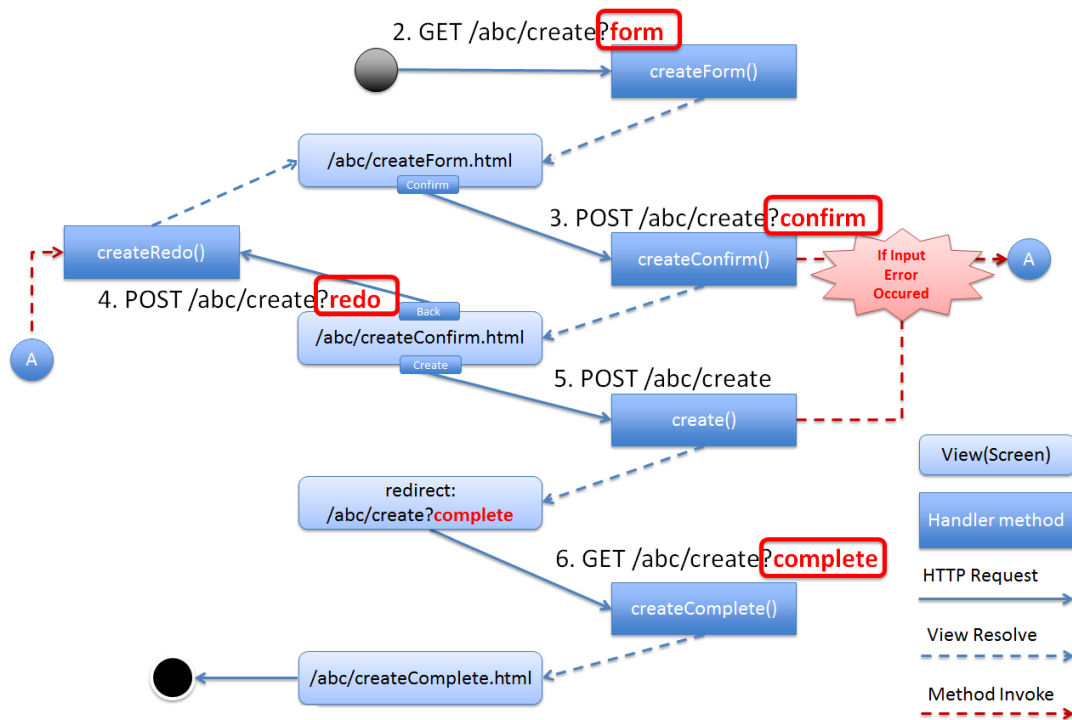 2. GET /abc/create?form
createForm()
/abc/createForm.html
Confirm
3. POST /abc/create?confirm
createRedo()
createConfirm()
If Input
Error
Occured
A
4. POST /abc/create?redo
Back
/abc/createConfirm.html
Create
A
5. POST /abc/create
create()
View(Screen)
redirect:
/abc/create?complete
Handler method
6. GET /abc/create?complete
HTTP Request
createComplete()
View Resolve
/abc/createComplete.html
Method Invoke